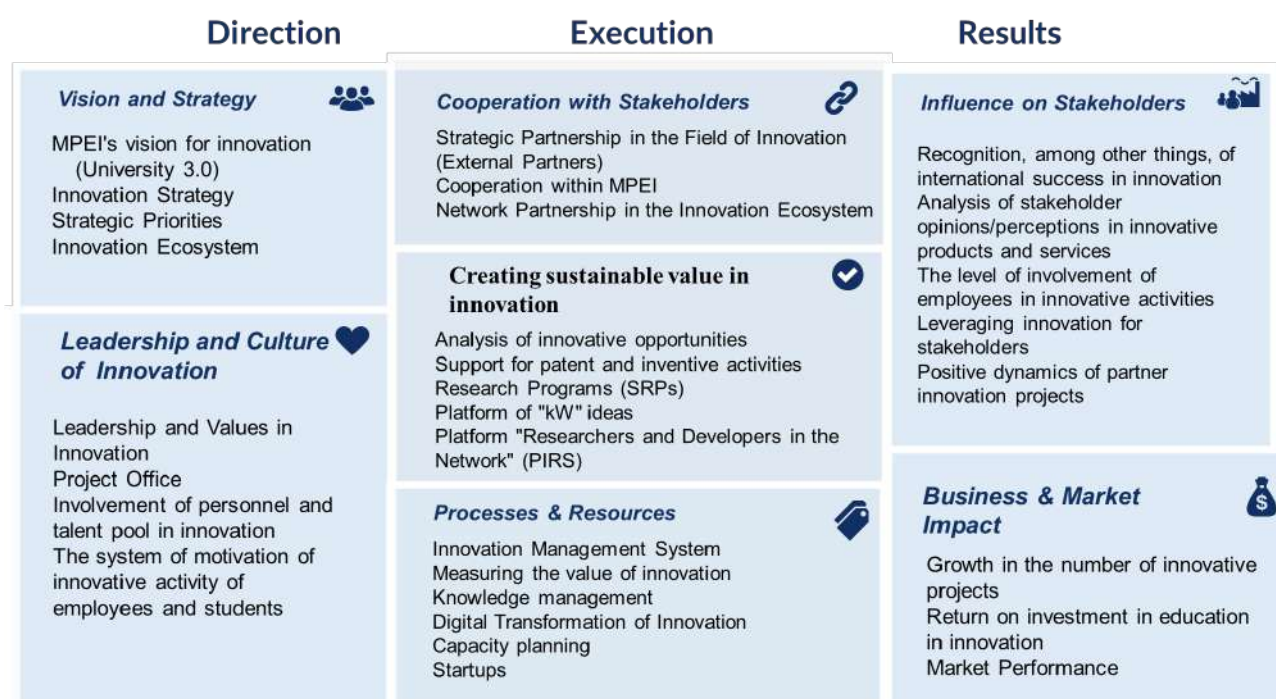 Direction
Execution
Results
Vision and Strategy
MPEI's vision for innovation
(University 3.0)
Innovation Strategy
Strategic Priorities
Innovation Ecosystem
Leadership and Culture
of Innovation
Leadership and Values in
Innovation
Project Office
Involvement of personnel and
talent pool in innovation
The system of motivation of
innovative activity of
employees and students
Cooperation with Stakeholders
Strategic Partnership in the Field of Innovation
(External Partners)
Cooperation within MPEI
Network Partnership in the Innovation Ecosystem
Creating sustainable value in
innovation
Analysis of innovative opportunities
Support for patent and inventive activities
Research Programs (SRPs)
Platform of "kW" ideas
Platform "Researchers and Developers in the
Network" (PIRS)
Processes & Resources
Innovation Management System
Measuring the value of innovation
Knowledge management
Digital Transformation of Innovation
Capacity planning
Startups
Influence on Stakeholders
Recognition, among other things, of
international success in innovation
Analysis of stakeholder
opinions/perceptions in innovative
products and services
The level of involvement of
employees in innovative activities
Leveraging innovation for
stakeholders
Positive dynamics of partner
innovation projects
Business & Market
Impact
$
Growth in the number of innovative
projects
Return on investment in education
in innovation
Market Performance